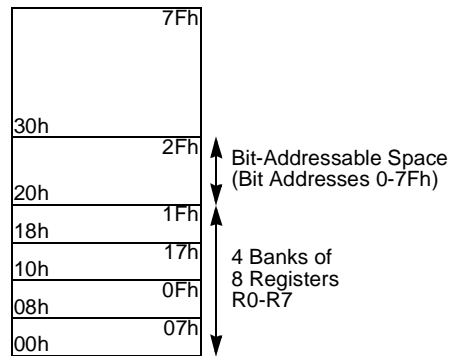 7Fh
30h
2Fh
Bit-Addressable Space
(Bit Addresses 0-7Fh)
20h
1Fh
18h
17h
10h
4 Banks of
8 Registers
R0-R7
0Fh
08h
07h
00h